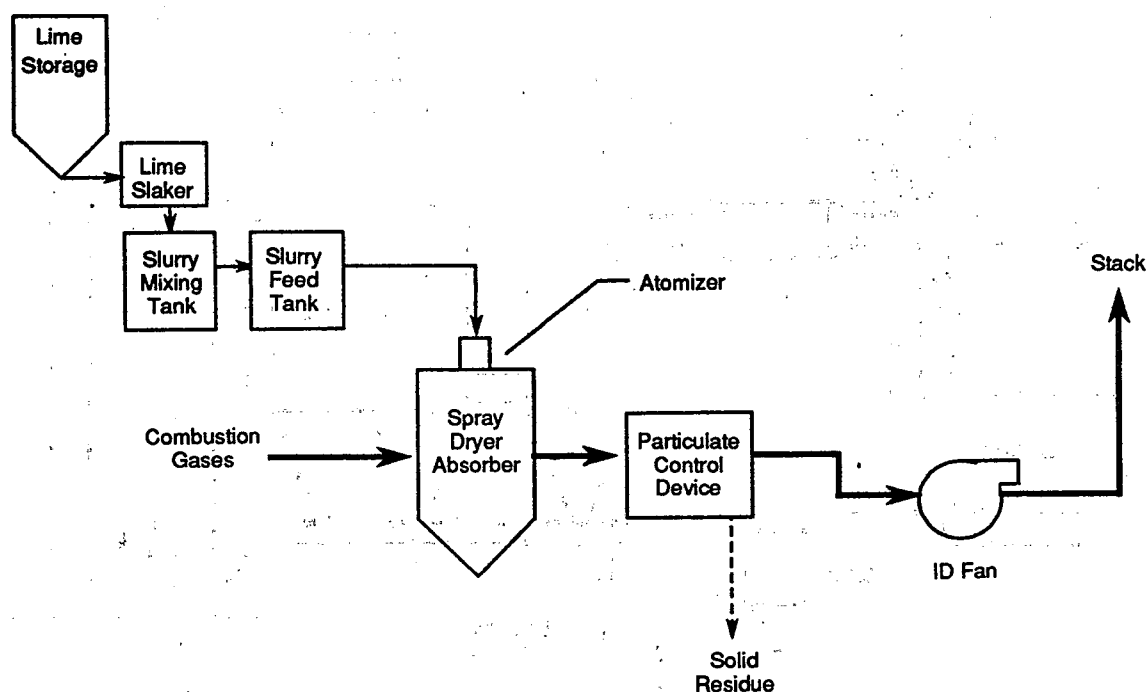 Lime
Storage
Lime
Slaker
Slurry
Mixing
Tank
Slurry
Feed
Tank
Atomizer
Stack
Combustion
Gases
Spray
Dryer
Absorber
Particulate
Control
Device
ID Fan
Solid
Residue